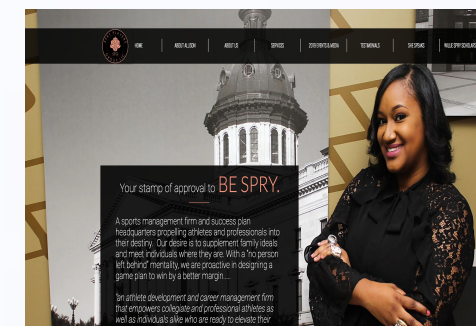 HOME
ABOUT ALLISON
ABOUT US
SERVICES
2019 EVENTS & MEDIA
TESTIMONIALS
SHE SPEAKS
WILLIE SPRY SCHOLARS
Your stamp of approval to BE SPRY.
A sports management firm and success plan
headquarters propelling athletes and professionals into
their destiny. Our desire is to supplement family ideals
and meet individuals where they are. With a "no person
left behind" mentality, we are proactive in designing a
game plan to win by a better margin....
"an athlete development and career management firm
that empowers collegiate and professional athletes as
well as individuals alike who are ready to elevate their